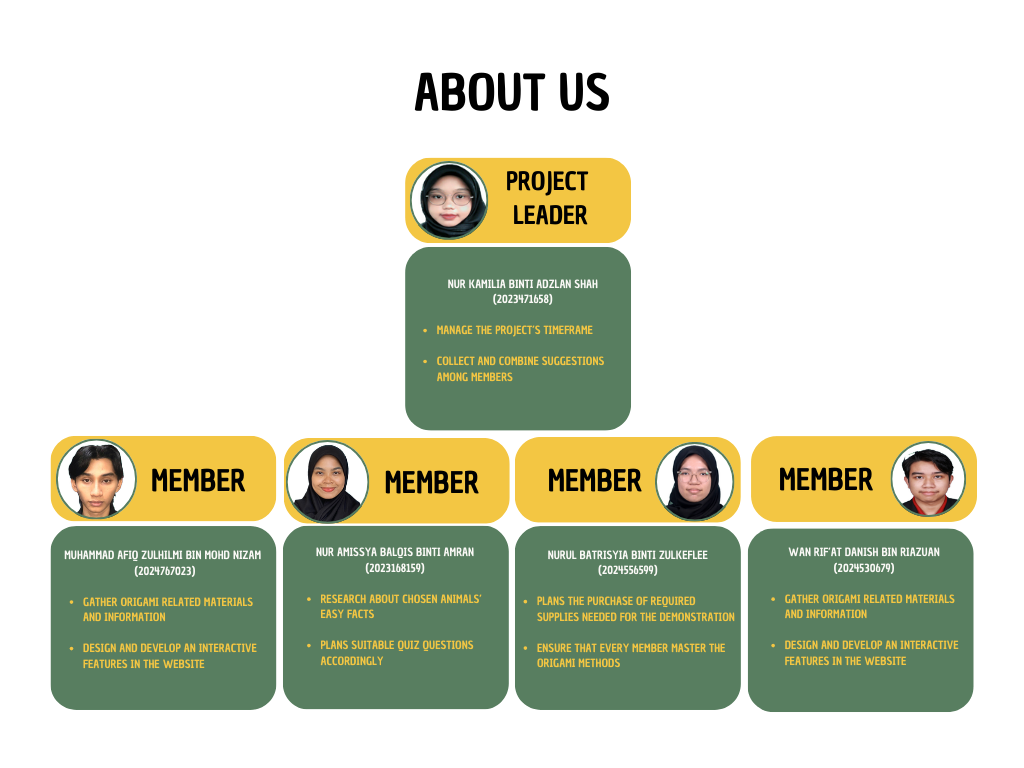 ABOUT US
PROJECT
LEADER
NUR KAMILIA BINTI ADZLAN SHAH
(2023471658)
• MANAGE THE PROJECT'S TIMEFRAME
• COLLECT AND COMBINE SUGGESTIONS
AMONG MEMBERS
MEMBER
MUHAMMAD AFIQ ZULHILMI BIN MOHD NIZAM
(2024767023)
• GATHER ORIGAMI RELATED MATERIALS
AND INFORMATION
• DESIGN AND DEVELOP AN INTERACTIVE
FEATURES IN THE WEBSITE
MEMBER
NUR AMISSYA BALQIS BINTI AMRAN
(2023168159)
• RESEARCH ABOUT CHOSEN ANIMALS'
EASY FACTS
• PLANS SUITABLE QUIZ QUESTIONS
ACCORDINGLY
MEMBER
NURUL BATRISYIA BINTI ZULKEFLEE
(2024556599)
• PLANS THE PURCHASE OF REQUIRED
SUPPLIES NEEDED FOR THE DEMONSTRATION
• ENSURE THAT EVERY MEMBER MASTER THE
ORIGAMI METHODS
MEMBER
WAN RIF'AT DANISH BIN RIAZUAN
(2024530679)
• GATHER ORIGAMI RELATED MATERIALS
AND INFORMATION
• DESIGN AND DEVELOP AN INTERACTIVE
FEATURES IN THE WEBSITE